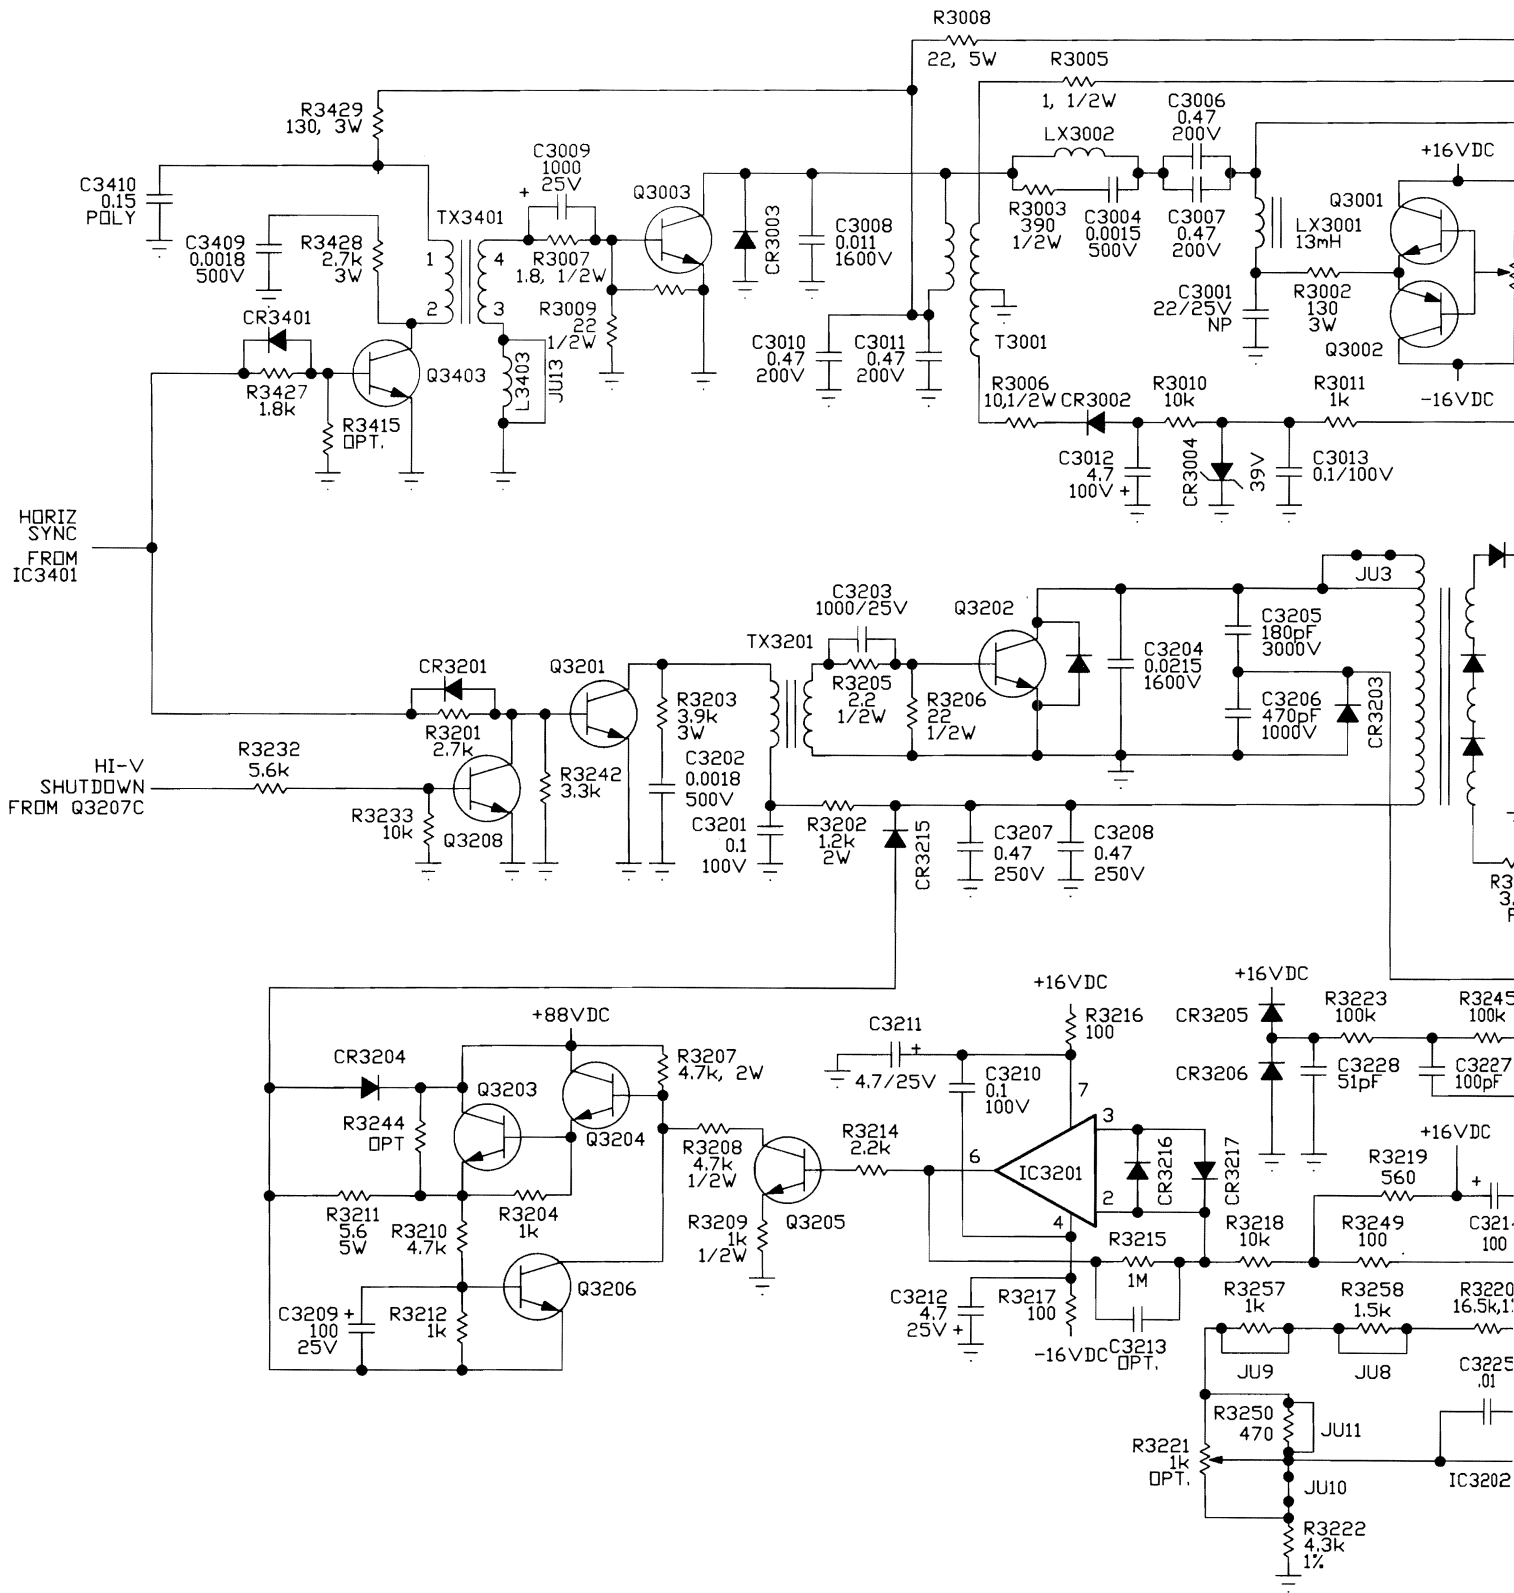 R3008
22, 5W
R3005
1, 1/2W
R3429
130, 3W
C3006
0.47
200V
LX3002
C3009
1000
25V
+
+16VDC
C3410
0.15
POLY
Q3003
Q3001
TX3401
R3003
390
1/2W
C3004
0.0015
500V
C3007
0.47
200V
LX3001
13mH
C3409
0.0018
500V
R3428
2.7k
3W
1
4
R3007
1.8, 1/2W
CR3003
C3008
0.011
1600V
2
3
R3009
22
1/2W
C3001
22/25V
NP
R3002
130
3W
CR3401
C3010
0.47
200V
C3011
0.47
200V
T3001
Q3002
Q3403
L3403
JU13
R3427
1.8k
R3006
10,1/2W
CR3002
R3010
10k
R3011
1k
-16VDC
R3415
OPT.
C3012
4.7
100V
+
CR3004
39V
C3013
0.1/100V
HORIZ
SYNC
FROM
IC3401
JU3
C3203
1000/25V
Q3202
C3205
180pF
3000V
TX3201
C3204
0.0215
1600V
CR3201
Q3201
R3205
2.2
1/2W
R3206
22
1/2W
R3203
3.9k
3W
C3206
470pF
1000V
CR3203
R3201
2.7k
R3232
5.6k
HI-V
SHUTDOWN
FROM Q3207C
R3242
3.3k
C3202
0.0018
500V
R3233
10k
Q3208
C3201
0.1
100V
R3202
1.2k
2W
CR3215
C3207
0.47
250V
C3208
0.47
250V
R3
3.
+16VDC
+16VDC
R3223
100k
R3245
100k
CR3205
+88VDC
C3211
+
4.7/25V
R3216
100
CR3204
R3207
4.7k, 2W
C3210
0.1
100V
CR3206
C3228
51pF
C3227
100pF
Q3203
7
3
R3244
OPT
Q3204
R3208
4.7k
1/2W
R3214
2.2k
6
IC3201
CR3216
CR3217
+16VDC
R3219
560
+
2
4
R3211
5.6
5W
R3210
4.7k
R3204
1k
R3209
1k
1/2W
Q3205
R3215
1M
R3218
10k
R3249
100
C3214
100
Q3206
C3209
100
25V
+
R3212
1k
C3212
4.7
25V
+
R3217
100
R3257
1k
R3258
1.5k
R3220
16.5k,1
-16VDC
C3213
OPT.
JU9
JU8
C3225
.01
R3250
470
JU11
R3221
1k
OPT.
JU10
IC3202
R3222
4.3k
1%